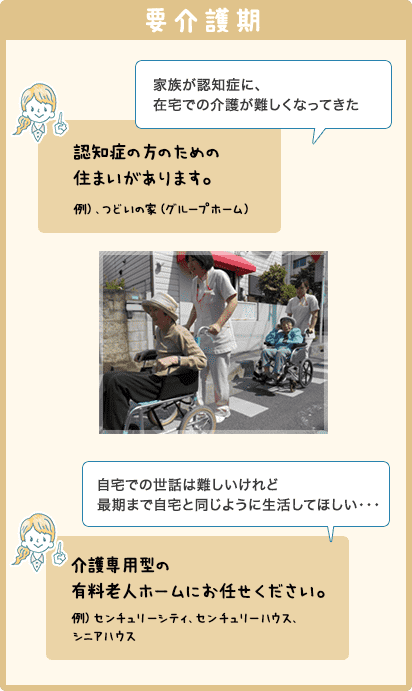 要介護期
家族が認知症に、
在宅での介護が難しくなってきた
認知症の方のための
住まいがあります。
例)、つどいの家（グループホーム）
自宅での世話は難しいけれど
最期まで自宅と同じように生活してほしい･･･
介護専用型の
有料老人ホームにお任せください。
例) センチュリーシティ、センチュリーハウス、
シニアハウス